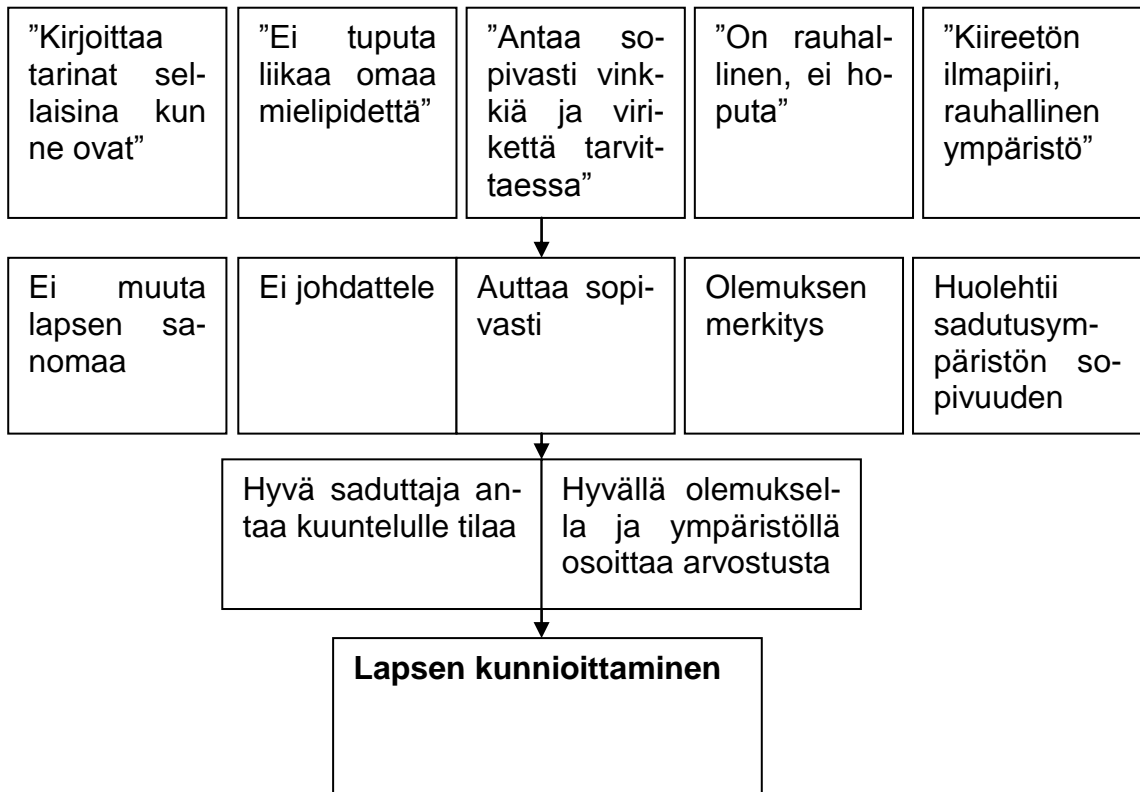 ”Kirjoittaa
tarinat sel-
laisina kun
ne ovat”
”Ei tuputa
liikaa omaa
mielipidettä”
”Antaa so-
pivasti vink-
kiä ja viri-
kettä tarvit-
taessa”
”On rauhal-
linen, ei ho-
puta”
”Kiireetön
ilmapiiri,
rauhallinen
ympäristö”
Ei muuta
lapsen sa-
nomaa
Ei johdattele
Auttaa sopi-
vasti
Olemuksen
merkitys
Huolehtii
sadutusym-
päristön so-
pivuuden
Hyvä saduttaja an-
taa kuuntelulle tilaa
Hyvällä olemuksel-
la ja ympäristöllä
osoittaa arvostusta
Lapsen kunnioittaminen